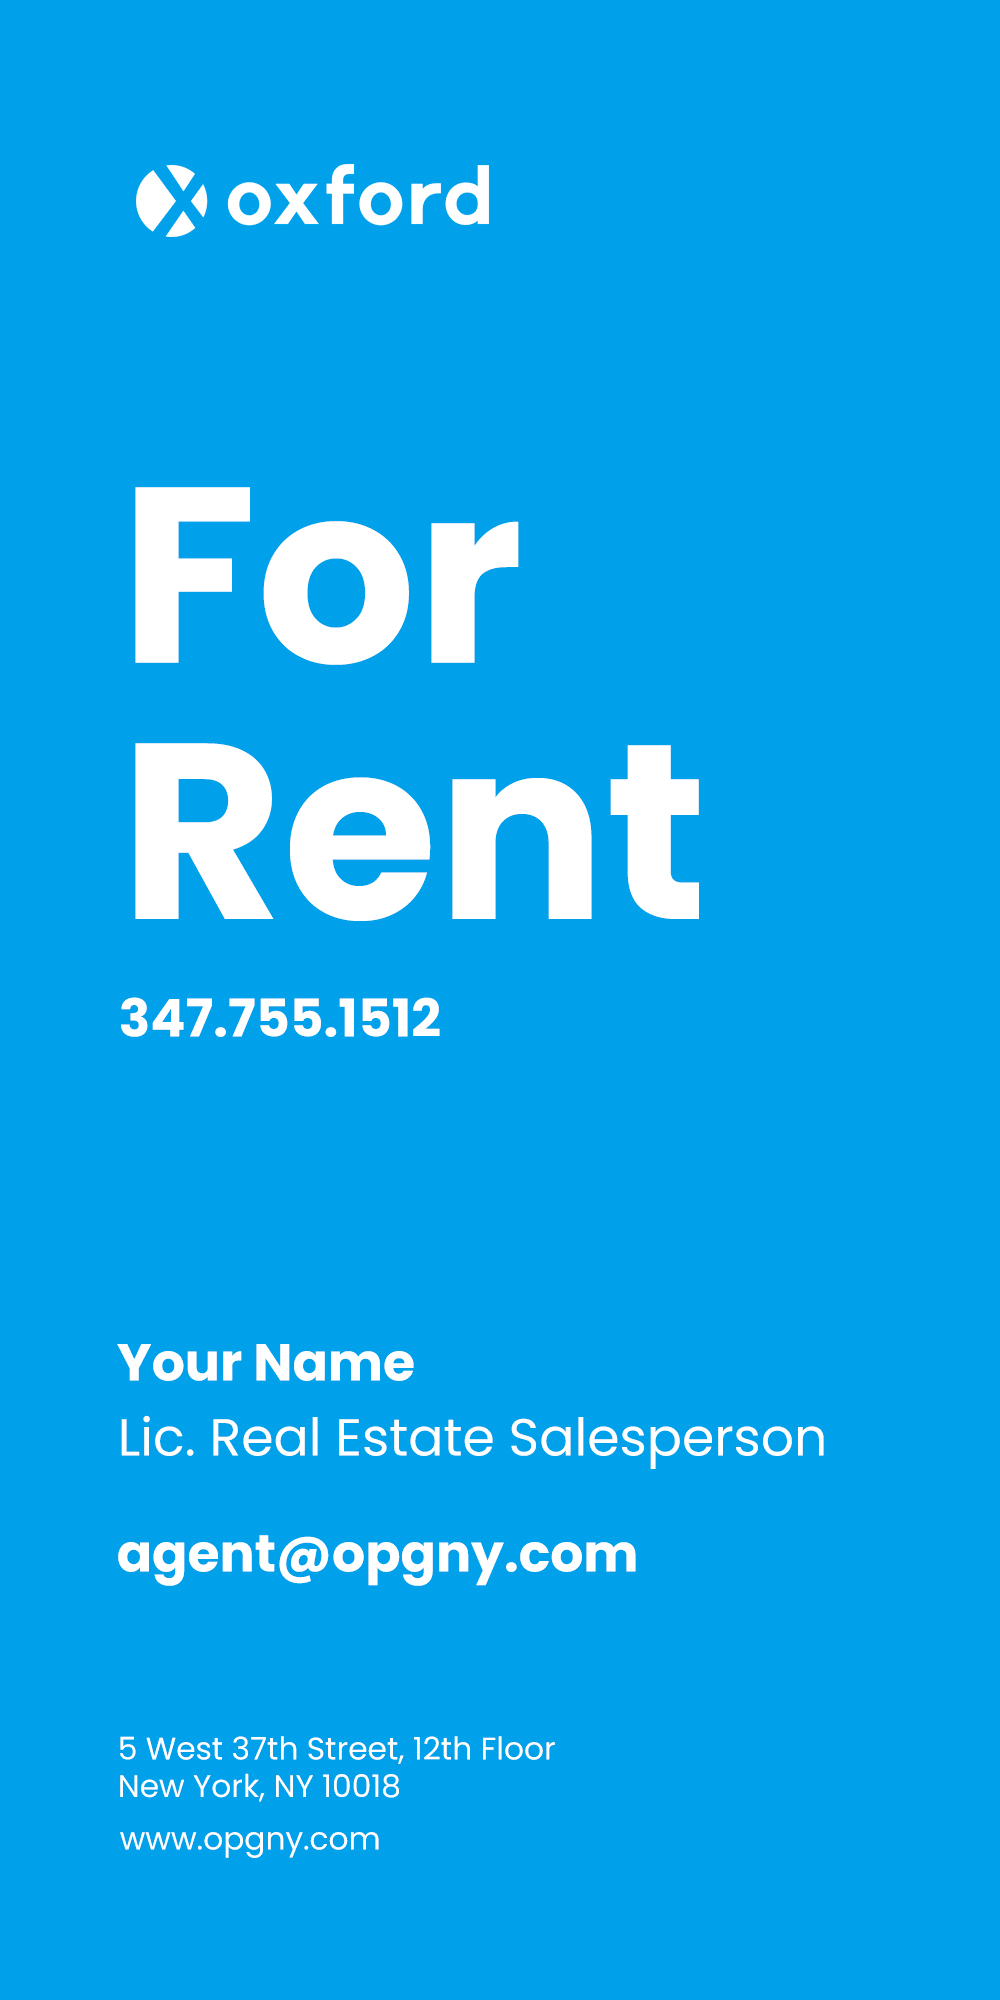 oxford
For
Rent
347.755.1512
Your Name
Lic. Real Estate Salesperson
agent@opgny.com
5 West 37th Street, 12th Floor
New York, NY 10018
www.opgny.com